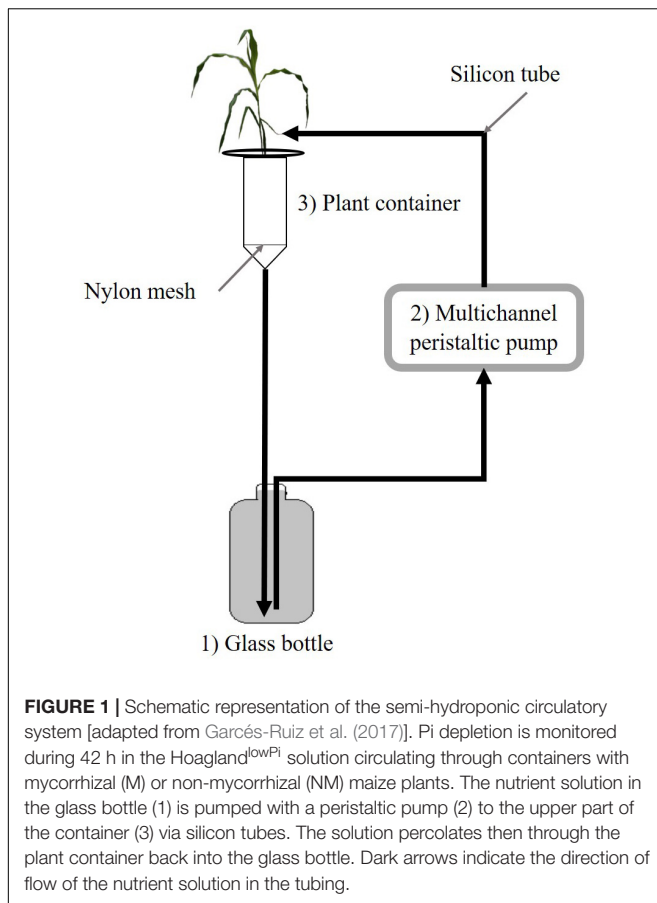 Silicon tube
3) Plant container
Nylon mesh
2) Multichannel
peristaltic pump
1) Glass bottle
FIGURE 1 | Schematic representation of the semi-hydroponic circulatory
system [adapted from Garcés-Ruiz et al. (2017)]. Pi depletion is monitored
during 42 h in the Hoagland^lowPi solution circulating through containers with
mycorrhizal (M) or non-mycorrhizal (NM) maize plants. The nutrient solution in
the glass bottle (1) is pumped with a peristaltic pump (2) to the upper part of
the container (3) via silicon tubes. The solution percolates then through the
plant container back into the glass bottle. Dark arrows indicate the direction of
flow of the nutrient solution in the tubing.